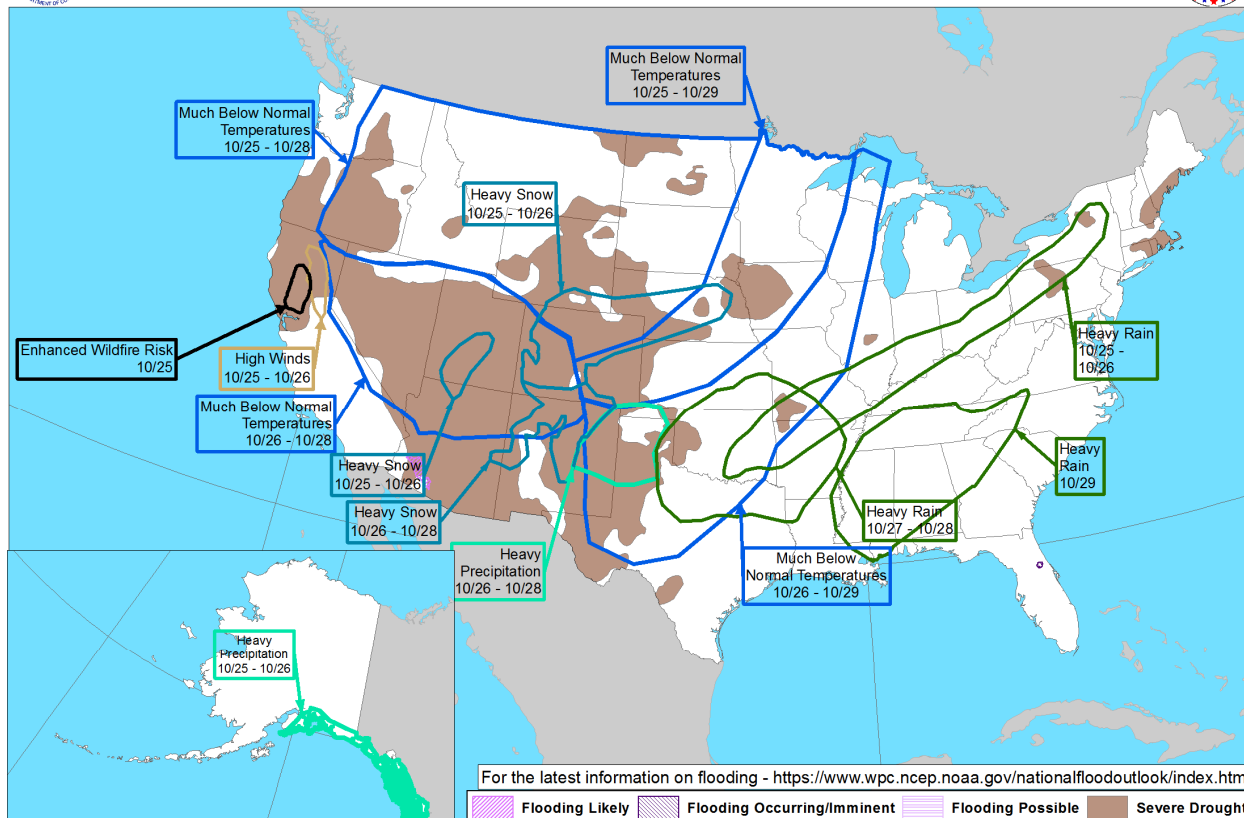 Much Below Normal
Temperatures
10/25 - 10/29
Much Below Normal
Temperatures
10/25 - 10/28
Heavy Snow
10/25 - 10/26
Enhanced Wildfire Risk
10/25
High Winds
10/25 - 10/26
Much Below Normal
Temperatures
10/26 - 10/28
Heavy Snow
10/25 - 10/26
Heavy Snow
10/26 - 10/28
Heavy
Precipitation
10/26 - 10/28
Heavy Rain
10/25 -
10/26
Heavy
Rain
10/29
Heavy Rain
10/27 - 10/28
Much Below
Normal Temperatures
10/26 - 10/29
Heavy
Precipitation
10/25 - 10/26
For the latest information on flooding - https://www.wpc.ncep.noaa.gov/nationalfloodoutlook/index.htm
Flooding Likely
Flooding Occurring/Imminent
Flooding Possible
Severe Drought